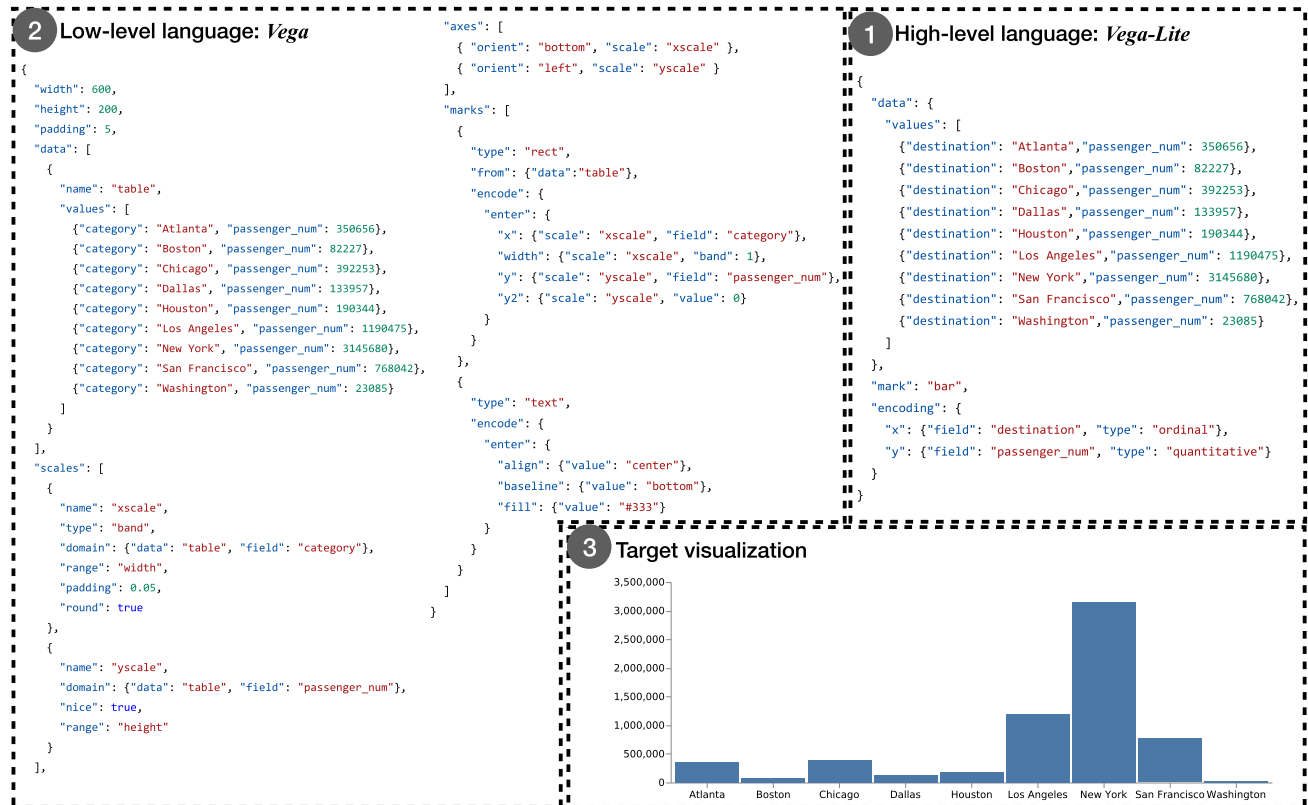 2 Low-level language: Vega
{
"width": 600,
"height": 200,
"padding": 5,
"data": [
{
"name": "table",
"values": [
{"category": "Atlanta", "passenger_num": 350656},
{"category": "Boston", "passenger_num": 82227},
{"category": "Chicago", "passenger_num": 392253},
{"category": "Dallas", "passenger_num": 133957},
{"category": "Houston", "passenger_num": 190344},
{"category": "Los Angeles", "passenger_num": 1190475},
{"category": "New York", "passenger_num": 3145680},
{"category": "San Francisco", "passenger_num": 768042},
{"category": "Washington", "passenger_num": 23085}
]
}
],
"scales": [
{
"name": "xscale",
"type": "band",
"domain": {"data": "table", "field": "category"},
"range": "width",
"padding": 0.05,
"round": true
},
{
"name": "yscale",
"domain": {"data": "table", "field": "passenger_num"},
"nice": true,
"range": "height"
}
],
"axes": [
{ "orient": "bottom", "scale": "xscale" },
{ "orient": "left", "scale": "yscale" }
],
"marks": [
{
"type": "rect",
"from": {"data":"table"},
"encode": {
"enter": {
"x": {"scale": "xscale", "field": "category"},
"width": {"scale": "xscale", "band": 1},
"y": {"scale": "yscale", "field": "passenger_num"},
"y2": {"scale": "yscale", "value": 0}
}
}
},
{
"type": "text",
"encode": {
"enter": {
"align": {"value": "center"},
"baseline": {"value": "bottom"},
"fill": {"value": "#333"}
}
}
}
]
}
1 High-level language: Vega-Lite
{
"data": {
"values": [
{"destination": "Atlanta","passenger_num": 350656},
{"destination": "Boston","passenger_num": 82227},
{"destination": "Chicago","passenger_num": 392253},
{"destination": "Dallas","passenger_num": 133957},
{"destination": "Houston","passenger_num": 190344},
{"destination": "Los Angeles","passenger_num": 1190475},
{"destination": "New York","passenger_num": 3145680},
{"destination": "San Francisco","passenger_num": 768042},
{"destination": "Washington","passenger_num": 23085}
]
},
"mark": "bar",
"encoding": {
"x": {"field": "destination", "type": "ordinal"},
"y": {"field": "passenger_num", "type": "quantitative"}
}
}
3 Target visualization
3,500,000
3,000,000
2,500,000
2,000,000
1,500,000
1,000,000
500,000
0
Atlanta Boston Chicago Dallas Houston Los Angeles New York San Francisco Washington